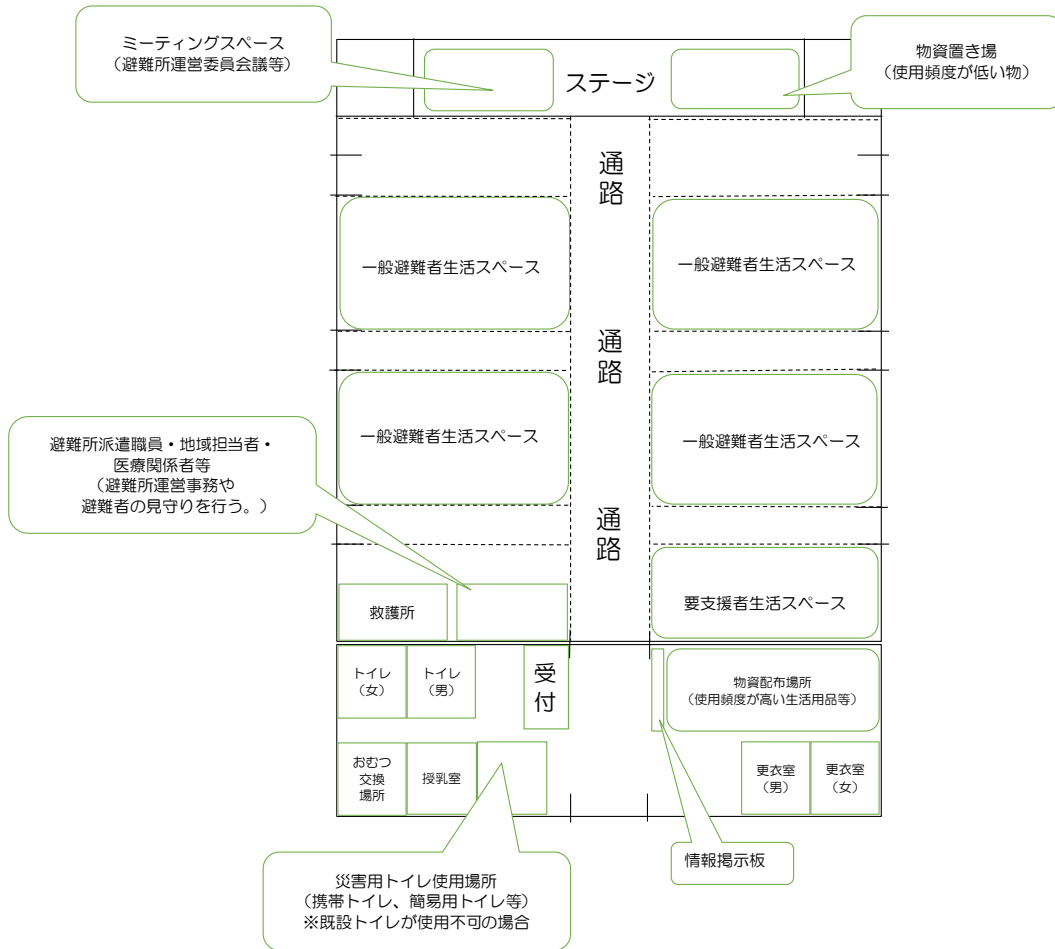 ミーティングスペース
（避難所運営委員会議等）
ステージ
物資置き場
（使用頻度が低い物）
通路
一般避難者生活スペース
一般避難者生活スペース
通路
一般避難者生活スペース
一般避難者生活スペース
避難所派遣職員・地域担当者・
医療関係者等
（避難所運営事務や
避難者の見守りを行う。）
通路
救護所
要支援者生活スペース
トイレ
（女）
トイレ
（男）
受付
物資配布場所
（使用頻度が高い生活用品等）
おむつ
交換
場所
授乳室
更衣室
（男）
更衣室
（女）
情報掲示板
災害用トイレ使用場所
（携帯トイレ、簡易用トイレ等）
※既設トイレが使用不可の場合